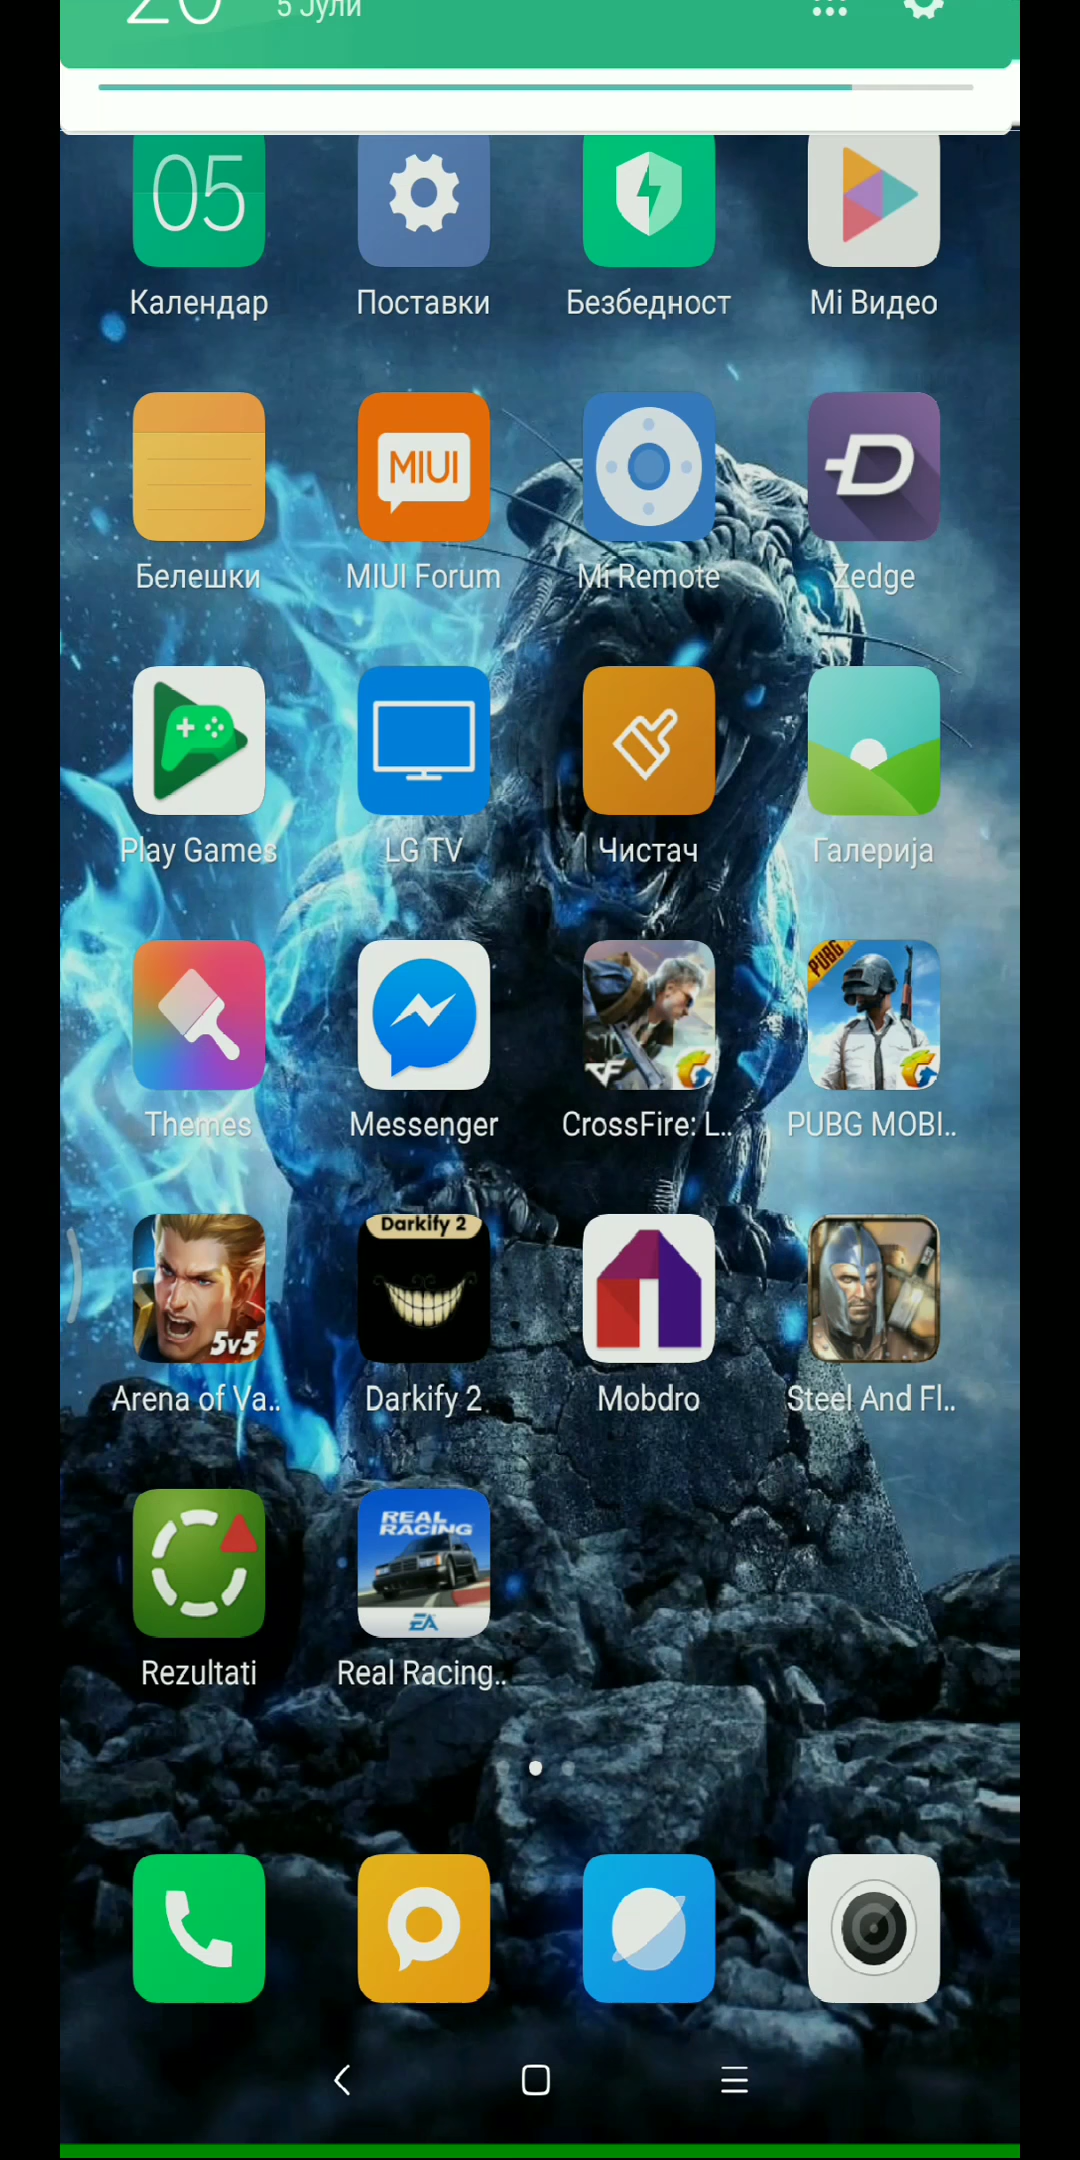 5 Јули
05
Календар
Поставки
Безбедност
Mi Видео
MIUI
Белешки
MIUI Forum
Mi Remote
Zedge
Play Games
LG TV
Чистач
Галерија
PUBG
CF
Themes
Messenger
CrossFire: L..
PUBG MOBI..
5v5
Darkify 2
Arena of Va..
Darkify 2
Mobdro
Steel And Fl..
REAL
RACING
EA
Rezultati
Real Racing..